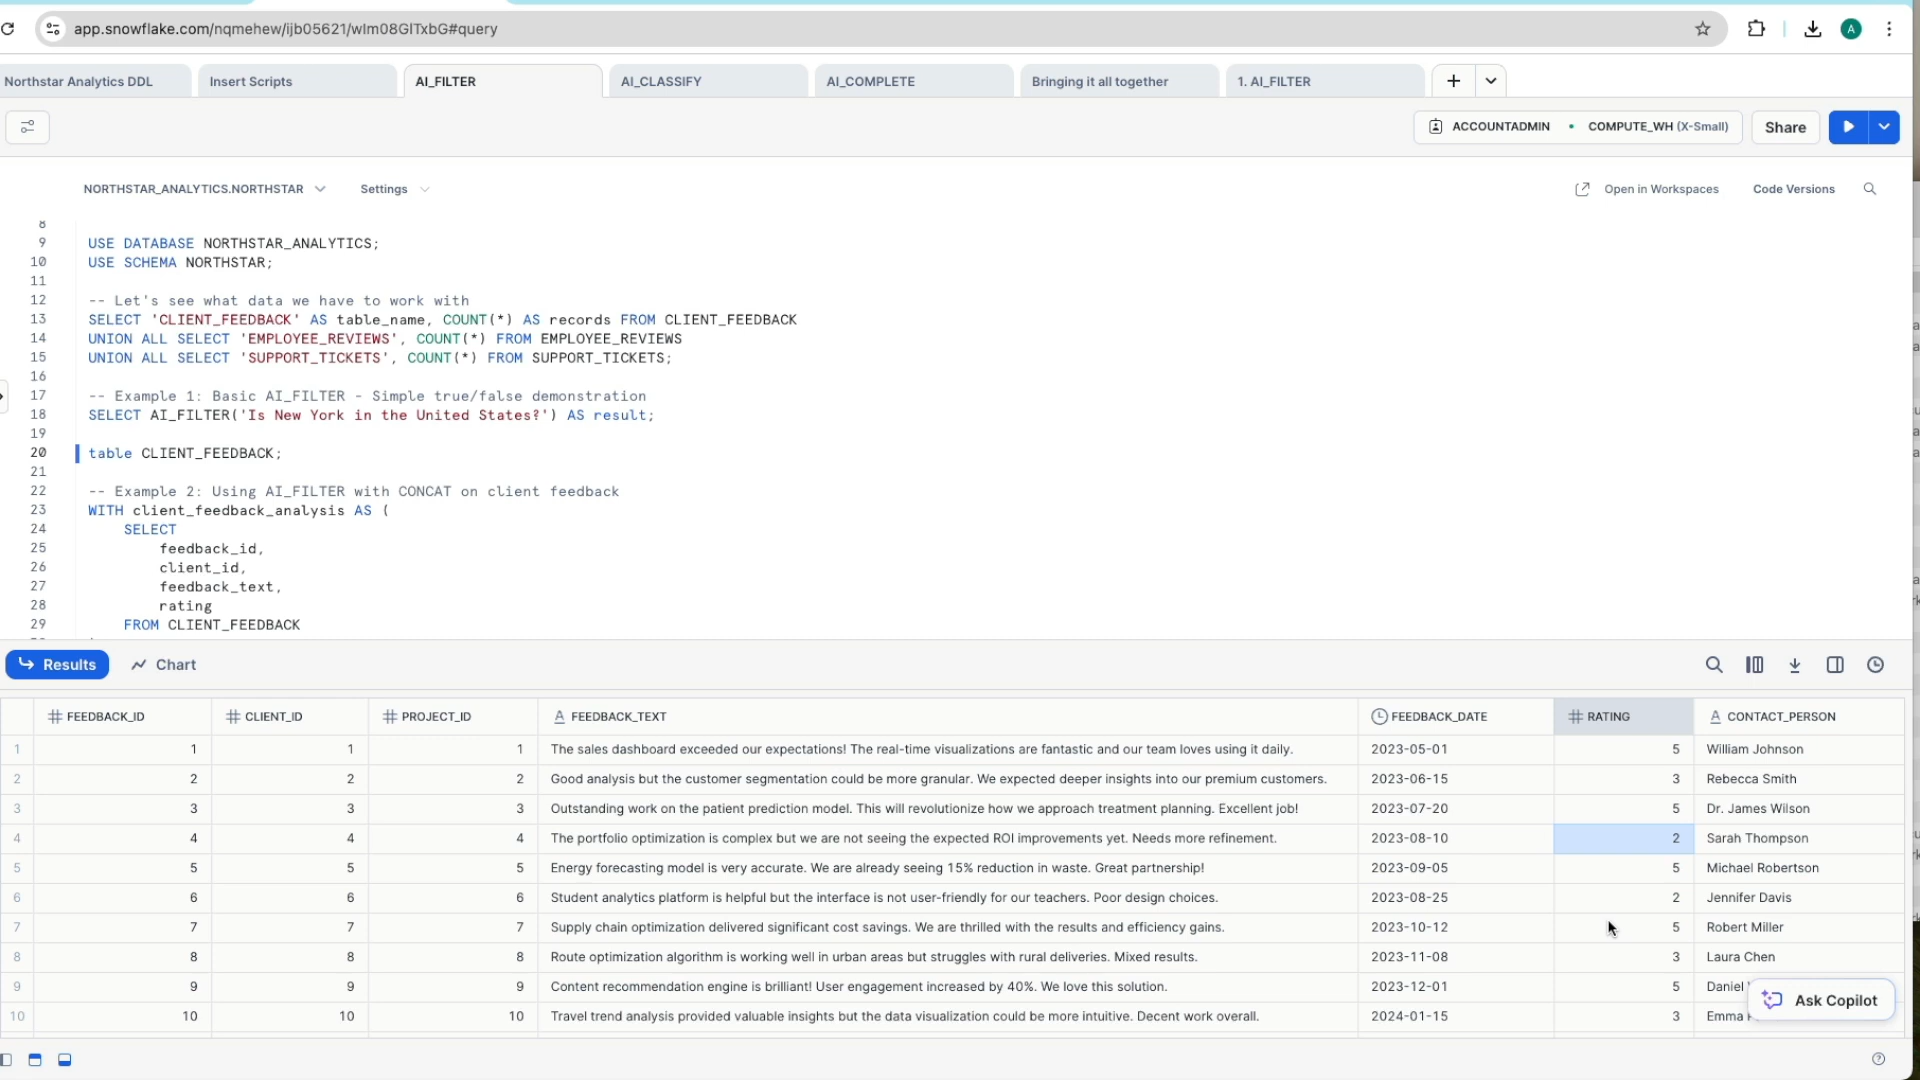 app.snowflake.com/nqmehew/ijb05621/wlm08GlTxbG#query
A
Northstar Analytics DDL
Insert Scripts
AI_FILTER
AI_CLASSIFY
AI_COMPLETE
Bringing it all together
1. AI_FILTER
ACCOUNTADMIN • COMPUTE_WH (X-Small)
Share
NORTHSTAR_ANALYTICS.NORTHSTAR
Settings
Open in Workspaces
Code Versions
8
9 USE DATABASE NORTHSTAR_ANALYTICS;
10 USE SCHEMA NORTHSTAR;
11
12 -- Let's see what data we have to work with
13 SELECT 'CLIENT_FEEDBACK' AS table_name, COUNT(*) AS records FROM CLIENT_FEEDBACK
14 UNION ALL SELECT 'EMPLOYEE_REVIEWS', COUNT(*) FROM EMPLOYEE_REVIEWS
15 UNION ALL SELECT 'SUPPORT_TICKETS', COUNT(*) FROM SUPPORT_TICKETS;
16
17 -- Example 1: Basic AI_FILTER - Simple true/false demonstration
18 SELECT AI_FILTER('Is New York in the United States?') AS result;
19
20 table CLIENT_FEEDBACK;
21
22 -- Example 2: Using AI_FILTER with CONCAT on client feedback
23 WITH client_feedback_analysis AS (
24 SELECT
25 feedback_id,
26 client_id,
27 feedback_text,
28 rating
29 FROM CLIENT_FEEDBACK
Results
Chart
FEEDBACK_ID CLIENT_ID PROJECT_ID FEEDBACK_TEXT FEEDBACK_DATE RATING CONTACT_PERSON
1 1 1 1 The sales dashboard exceeded our expectations! The real-time visualizations are fantastic and our team loves using it daily. 2023-05-01 5 William Johnson
2 2 2 2 Good analysis but the customer segmentation could be more granular. We expected deeper insights into our premium customers. 2023-06-15 3 Rebecca Smith
3 3 3 3 Outstanding work on the patient prediction model. This will revolutionize how we approach treatment planning. Excellent job! 2023-07-20 5 Dr. James Wilson
4 4 4 4 The portfolio optimization is complex but we are not seeing the expected ROI improvements yet. Needs more refinement. 2023-08-10 2 Sarah Thompson
5 5 5 5 Energy forecasting model is very accurate. We are already seeing 15% reduction in waste. Great partnership! 2023-09-05 5 Michael Robertson
6 6 6 6 Student analytics platform is helpful but the interface is not user-friendly for our teachers. Poor design choices. 2023-08-25 2 Jennifer Davis
7 7 7 7 Supply chain optimization delivered significant cost savings. We are thrilled with the results and efficiency gains. 2023-10-12 5 Robert Miller
8 8 8 8 Route optimization algorithm is working well in urban areas but struggles with rural deliveries. Mixed results. 2023-11-08 3 Laura Chen
9 9 9 9 Content recommendation engine is brilliant! User engagement increased by 40%. We love this solution. 2023-12-01 5 Daniel
10 10 10 10 Travel trend analysis provided valuable insights but the data visualization could be more intuitive. Decent work overall. 2024-01-15 3 Emma
Ask Copilot